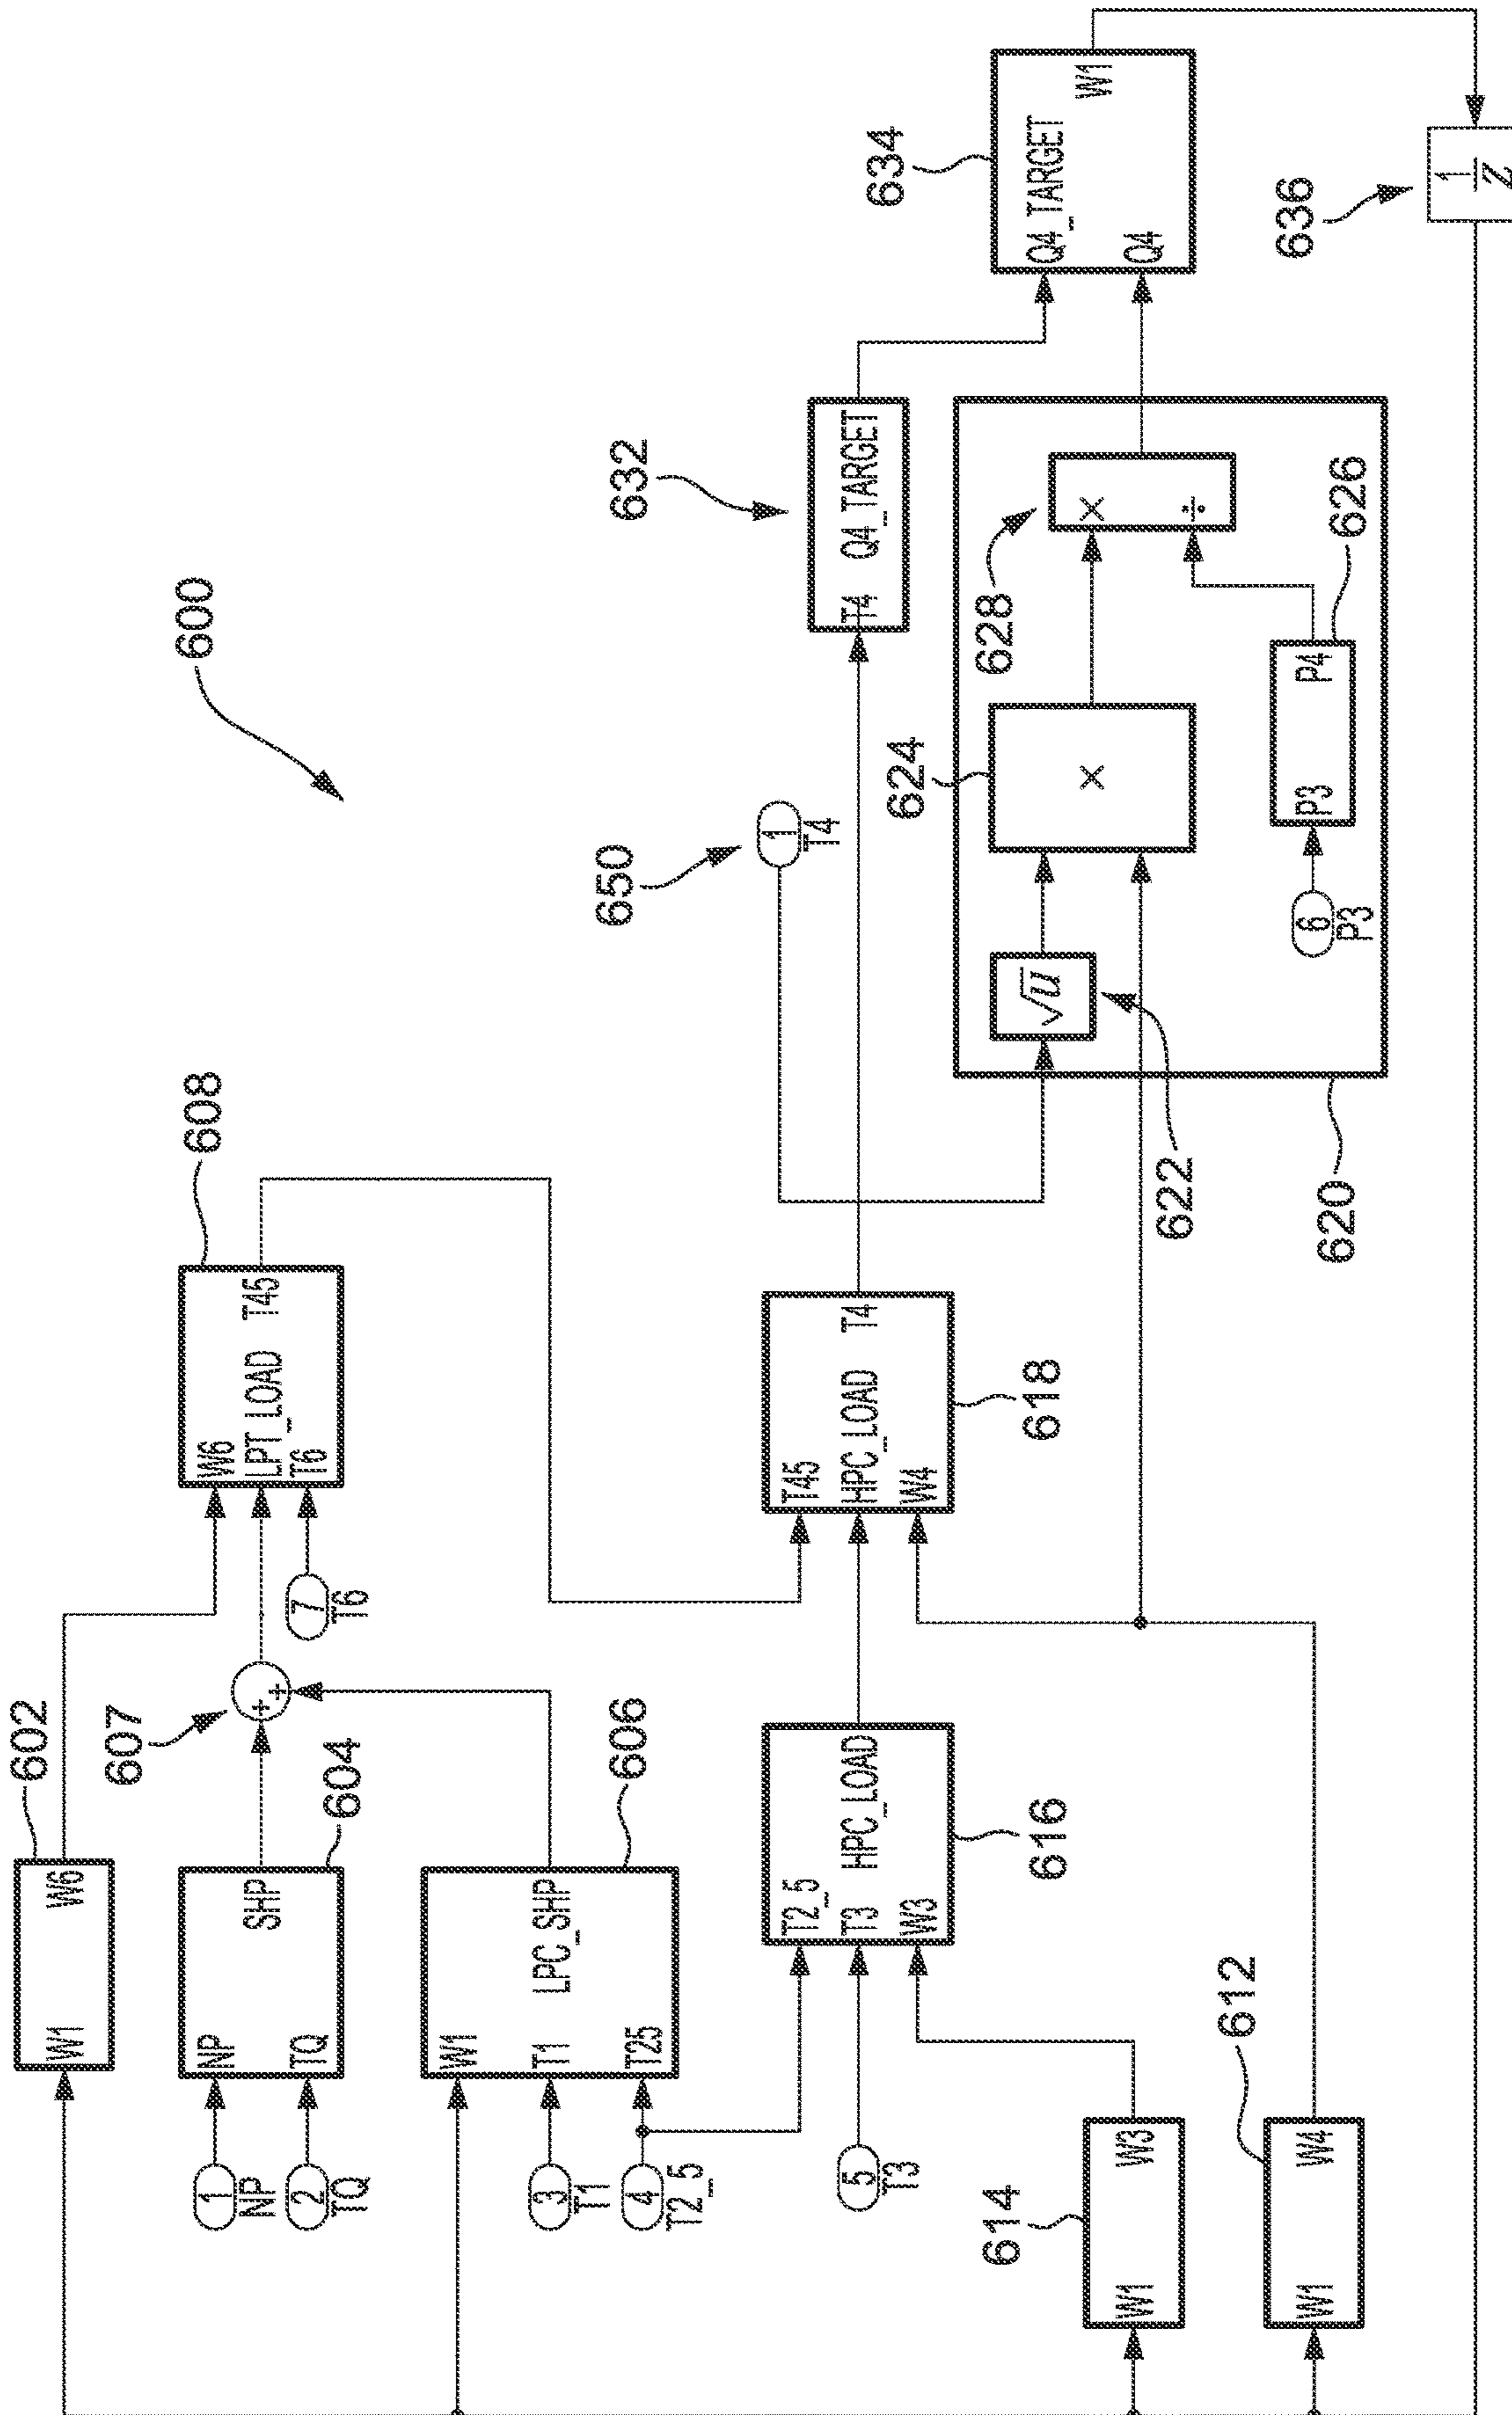 600
602
W1 W6
607
604
NP SHP
TQ
1
NP
2
TQ
608
W6
LPT_LOAD T45
T6
7
T6
+
+
606
W1
T1 LPC_SHP
T25
3
T1
4
T2_5
616
T2_5
T3 HPC_LOAD
W3
5
T3
618
T45
HPC_LOAD T4
W4
650
1
T4
632
T4 Q4_TARGET
634
Q4_TARGET
W1
Q4
614
W1 W3
612
W1 W4
620
622
√u
624
×
628
×
÷
626
P3 P4
6
P3
636
1
Z